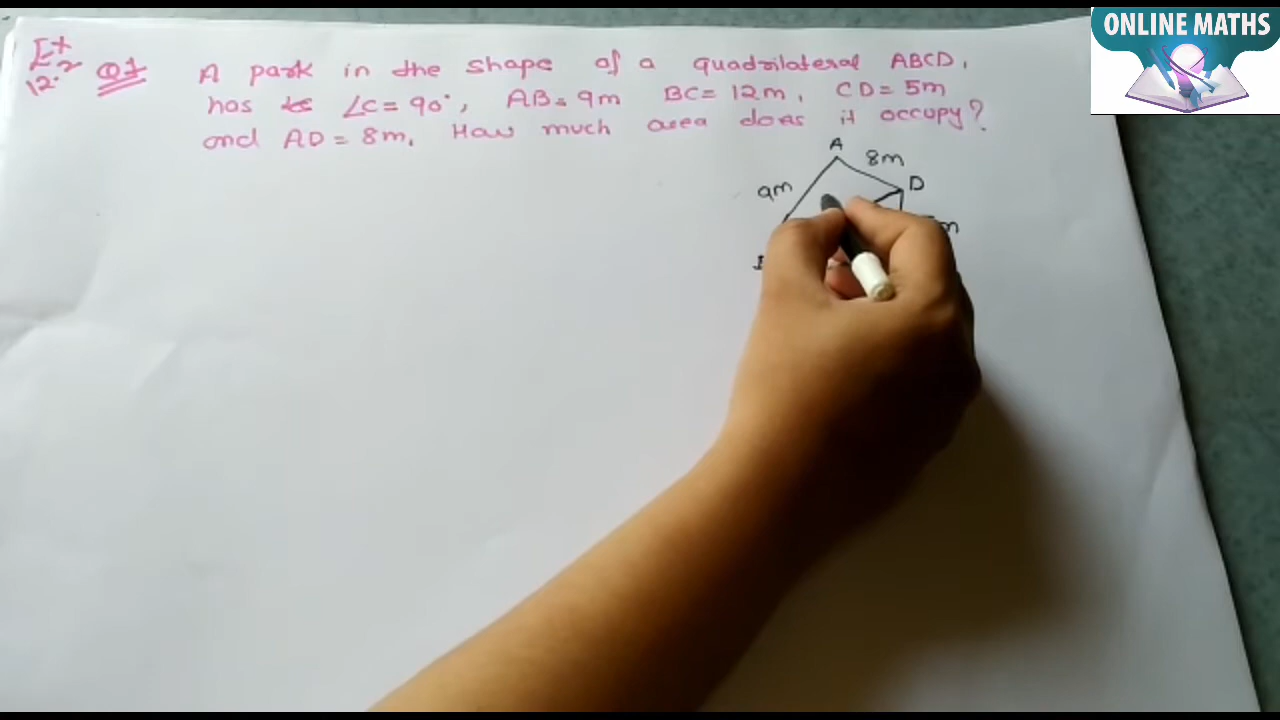 ONLINE MATHS
Ex 12.2
Q1 A park in the shape of a quadrilateral ABCD,
has ∠C = 90°, AB = 9m BC = 12m, CD = 5m
and AD = 8m, How much area does it occupy?
A
8m
9m
D